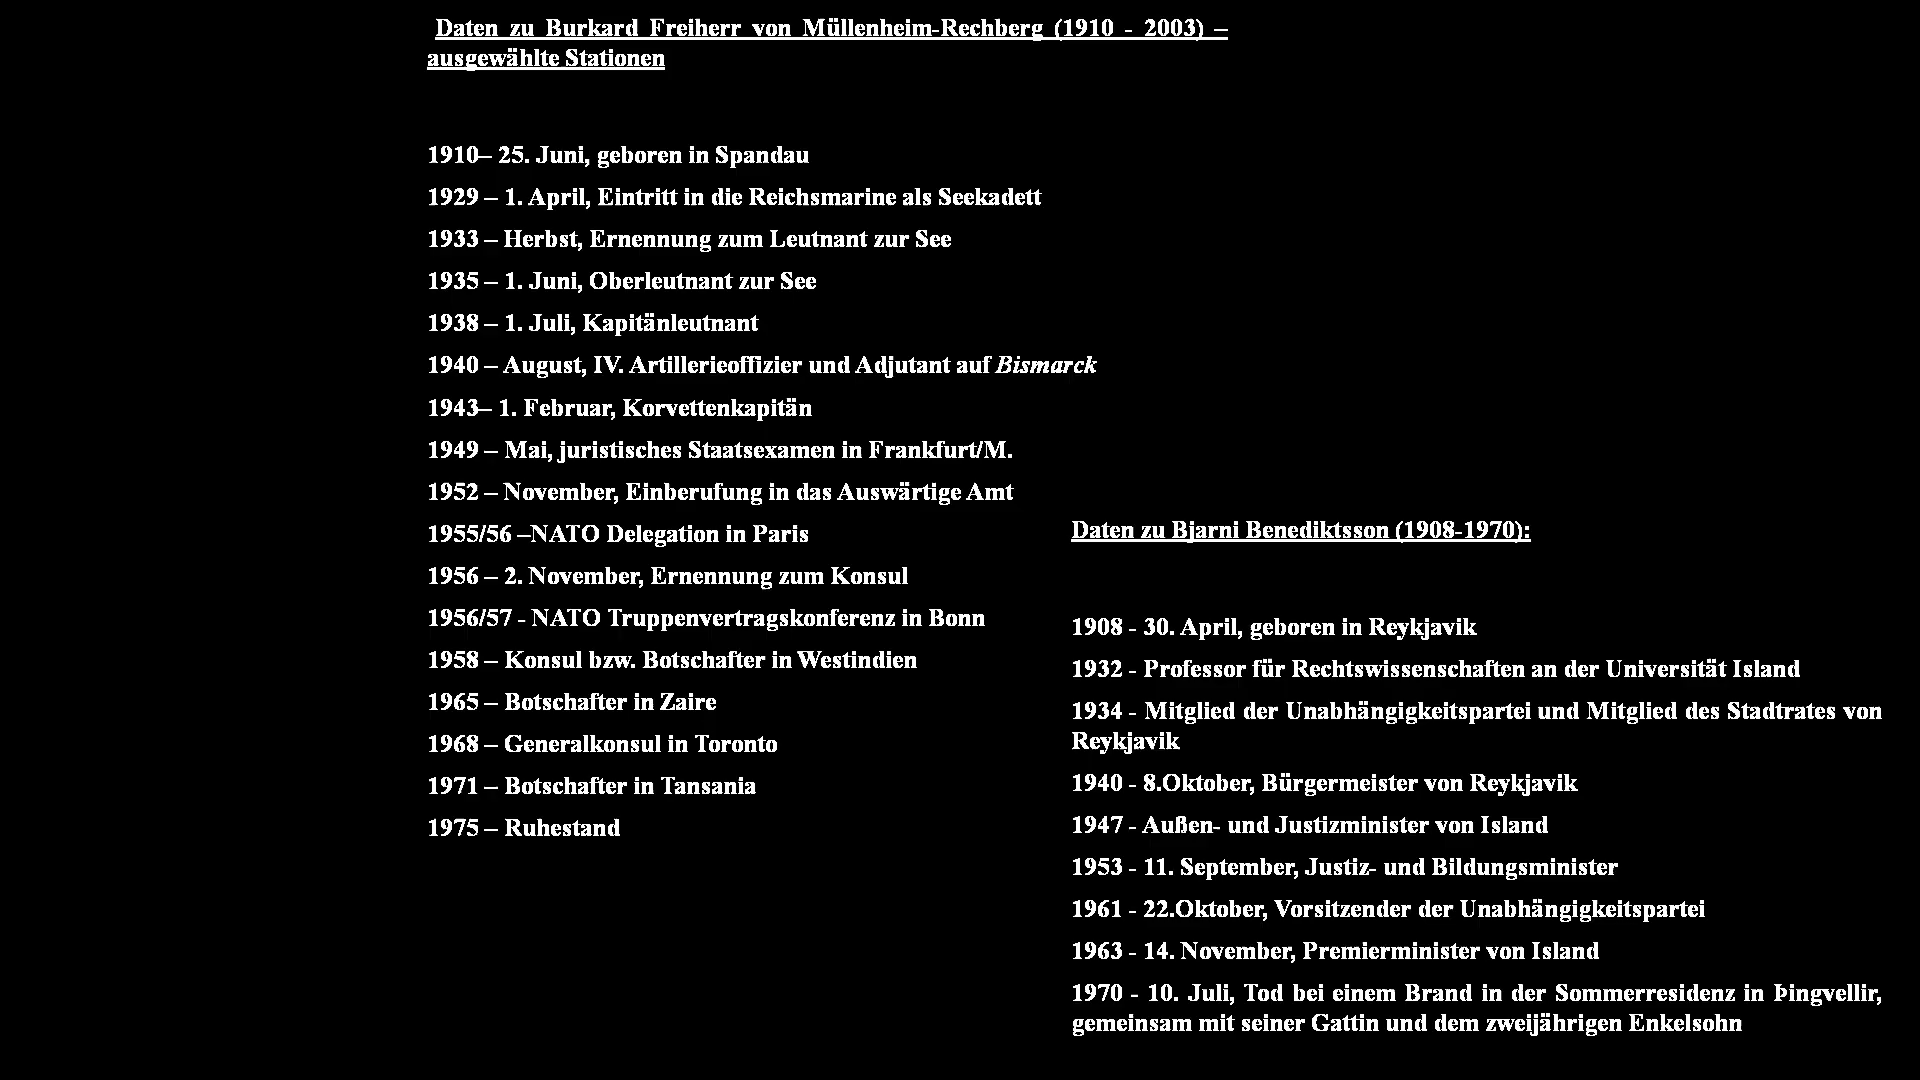 Daten zu Burkard Freiherr von Müllenheim-Rechberg (1910 - 2003) –
ausgewählte Stationen
1910– 25. Juni, geboren in Spandau
1929 – 1. April, Eintritt in die Reichsmarine als Seekadett
1933 – Herbst, Ernennung zum Leutnant zur See
1935 – 1. Juni, Oberleutnant zur See
1938 – 1. Juli, Kapitänleutnant
1940 – August, IV. Artillerieoffizier und Adjutant auf Bismarck
1943– 1. Februar, Korvettenkapitän
1949 – Mai, juristisches Staatsexamen in Frankfurt/M.
1952 – November, Einberufung in das Auswärtige Amt
1955/56 –NATO Delegation in Paris
1956 – 2. November, Ernennung zum Konsul
1956/57 - NATO Truppenvertragskonferenz in Bonn
1958 – Konsul bzw. Botschafter in Westindien
1965 – Botschafter in Zaire
1968 – Generalkonsul in Toronto
1971 – Botschafter in Tansania
1975 – Ruhestand
Daten zu Bjarni Benediktsson (1908-1970):
1908 - 30. April, geboren in Reykjavik
1932 - Professor für Rechtswissenschaften an der Universität Island
1934 - Mitglied der Unabhängigkeitspartei und Mitglied des Stadtrates von
Reykjavik
1940 - 8.Oktober, Bürgermeister von Reykjavik
1947 - Außen- und Justizminister von Island
1953 - 11. September, Justiz- und Bildungsminister
1961 - 22.Oktober, Vorsitzender der Unabhängigkeitspartei
1963 - 14. November, Premierminister von Island
1970 - 10. Juli, Tod bei einem Brand in der Sommerresidenz in Þingvellir,
gemeinsam mit seiner Gattin und dem zweijährigen Enkelsohn